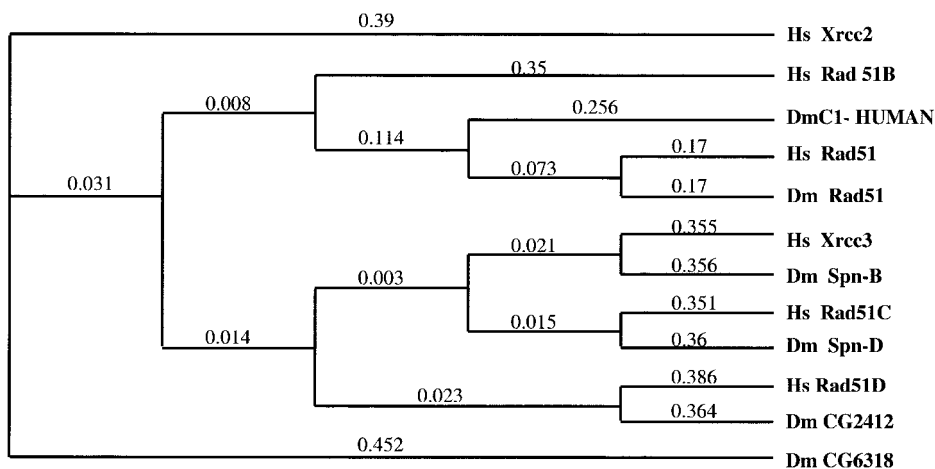 0.39
Hs Xrcc2
0.35
Hs Rad 51B
0.008
0.256
DmC1- HUMAN
0.114
0.17
Hs Rad51
0.031
0.073
0.17
Dm Rad51
0.355
Hs Xrcc3
0.021
0.356
Dm Spn-B
0.003
0.351
Hs Rad51C
0.015
0.36
Dm Spn-D
0.014
0.386
Hs Rad51D
0.023
0.364
Dm CG2412
0.452
Dm CG6318